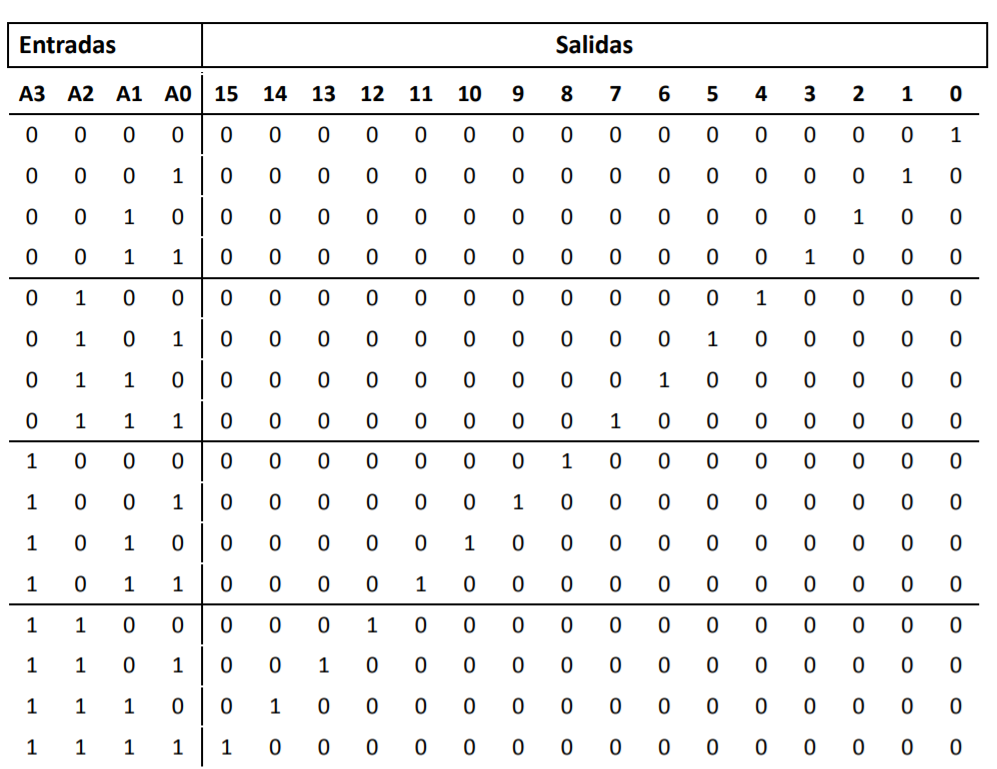 Entradas Salidas
A3 A2 A1 A0 15 14 13 12 11 10 9 8 7 6 5 4 3 2 1 0
0 0 0 0 0 0 0 0 0 0 0 0 0 0 0 0 0 0 0 1
0 0 0 1 0 0 0 0 0 0 0 0 0 0 0 0 0 0 1 0
0 0 1 0 0 0 0 0 0 0 0 0 0 0 0 0 0 1 0 0
0 0 1 1 0 0 0 0 0 0 0 0 0 0 0 0 1 0 0 0
0 1 0 0 0 0 0 0 0 0 0 0 0 0 0 1 0 0 0 0
0 1 0 1 0 0 0 0 0 0 0 0 0 0 1 0 0 0 0 0
0 1 1 0 0 0 0 0 0 0 0 0 0 1 0 0 0 0 0 0
0 1 1 1 0 0 0 0 0 0 0 0 1 0 0 0 0 0 0 0
1 0 0 0 0 0 0 0 0 0 0 1 0 0 0 0 0 0 0 0
1 0 0 1 0 0 0 0 0 0 1 0 0 0 0 0 0 0 0 0
1 0 1 0 0 0 0 0 0 1 0 0 0 0 0 0 0 0 0 0
1 0 1 1 0 0 0 0 1 0 0 0 0 0 0 0 0 0 0 0
1 1 0 0 0 0 0 1 0 0 0 0 0 0 0 0 0 0 0 0
1 1 0 1 0 0 1 0 0 0 0 0 0 0 0 0 0 0 0 0
1 1 1 0 0 1 0 0 0 0 0 0 0 0 0 0 0 0 0 0
1 1 1 1 1 0 0 0 0 0 0 0 0 0 0 0 0 0 0 0